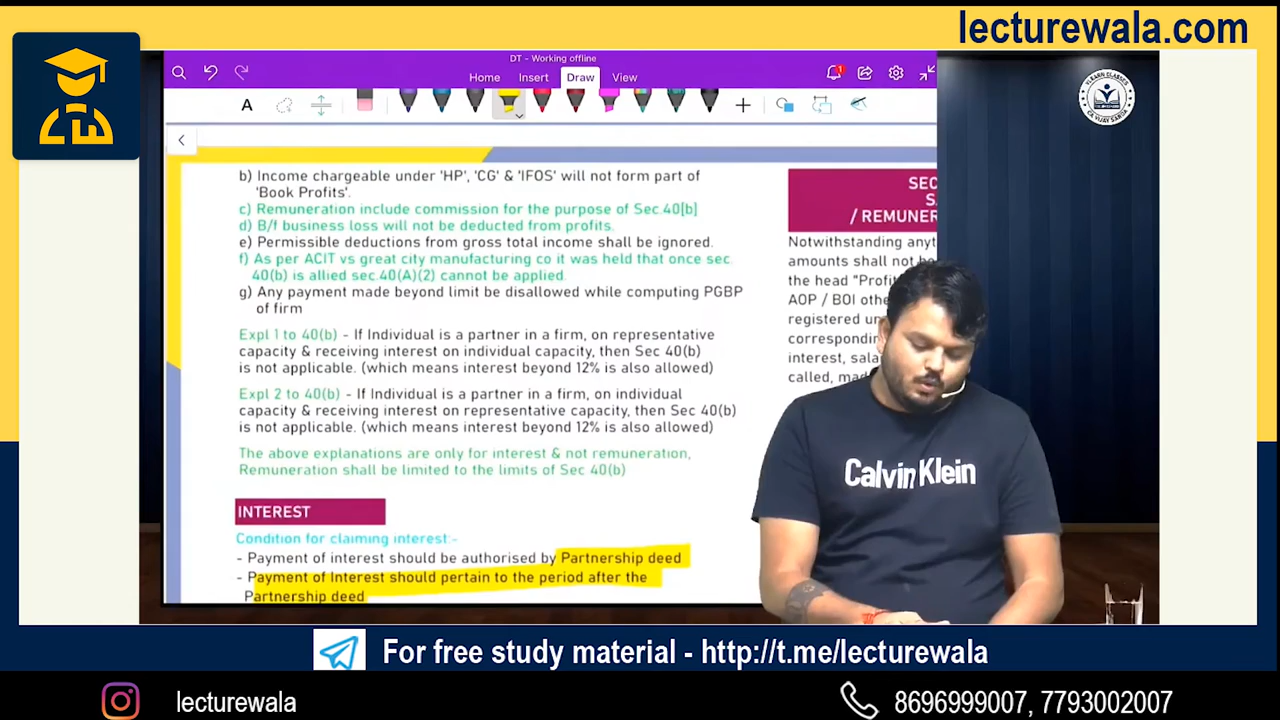 lecturewala.com
DT - Working offline
Home Insert Draw View
b) Income chargeable under 'HP', 'CG' & 'IFOS' will not form part of
'Book Profits'.
c) Remuneration include commission for the purpose of Sec.40[b]
d) B/f business loss will not be deducted from profits.
e) Permissible deductions from gross total income shall be ignored.
f) As per ACIT vs great city manufacturing co it was held that once sec.
40(b) is allied sec.40(A)(2) cannot be applied.
g) Any payment made beyond limit be disallowed while computing PGBP
of firm
Expl 1 to 40(b) - If Individual is a partner in a firm, on representative
capacity & receiving interest on individual capacity, then Sec 40(b)
is not applicable. (which means interest beyond 12% is also allowed)
Expl 2 to 40(b) - If Individual is a partner in a firm, on individual
capacity & receiving interest on representative capacity, then Sec 40(b)
is not applicable. (which means interest beyond 12% is also allowed)
The above explanations are only for interest & not remuneration,
Remuneration shall be limited to the limits of Sec 40(b)
INTEREST
Condition for claiming interest:-
- Payment of interest should be authorised by Partnership deed
- Payment of Interest should pertain to the period after the
Partnership deed
SEC
/ REMUNER
Notwithstanding anyt
amounts shall not b
the head "Profi
AOP / BOI othe
registered un
correspondin
interest, sala
called, mad
Calvin Klein
For free study material - http://t.me/lecturewala
lecturewala
8696999007, 7793002007